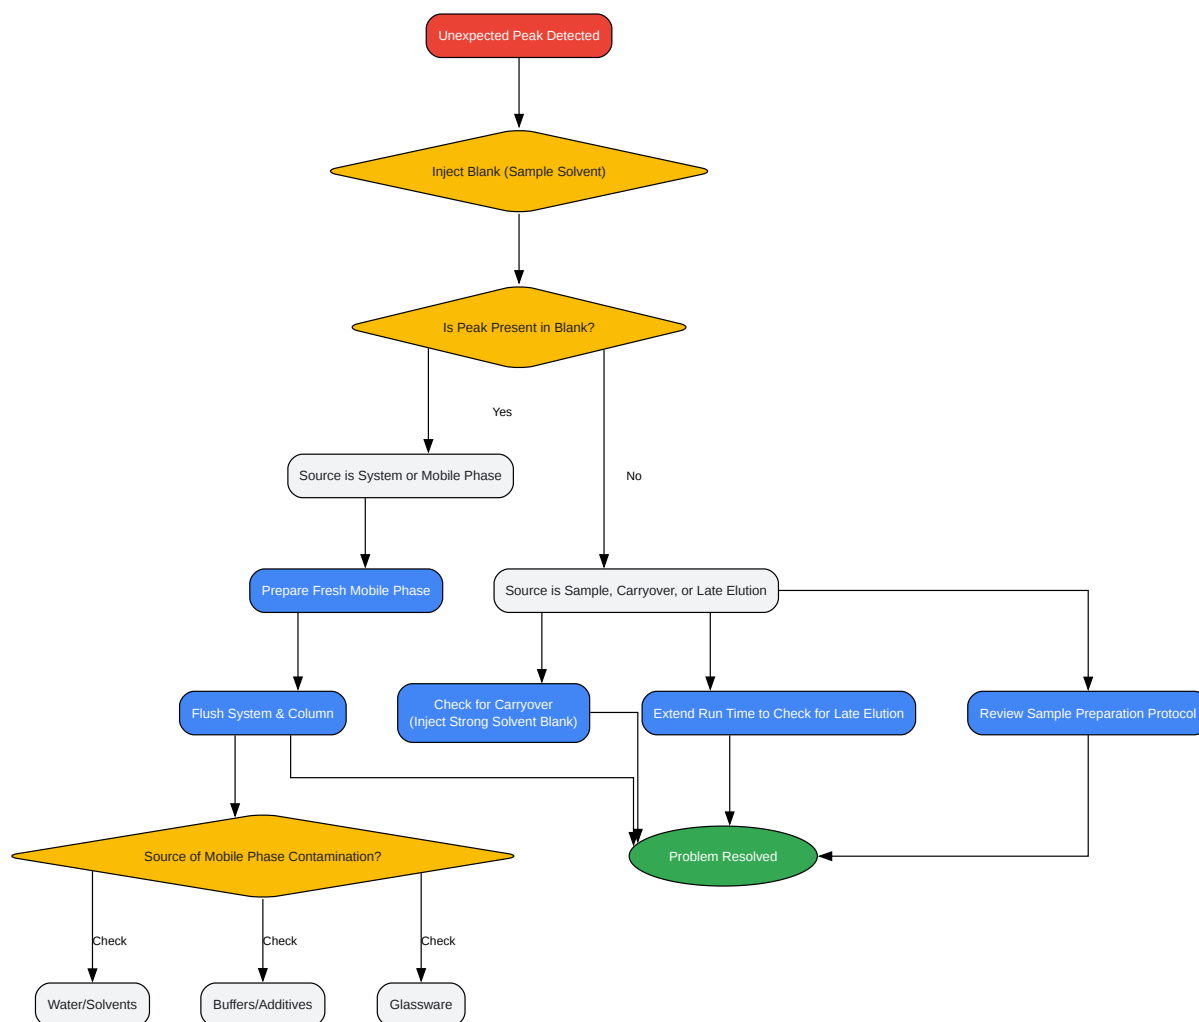 Unexpected Peak Detected
Inject Blank (Sample Solvent)
Is Peak Present in Blank?
Yes
Source is System or Mobile Phase
No
Prepare Fresh Mobile Phase
Source is Sample, Carryover, or Late Elution
Flush System & Column
Check for Carryover
(Inject Strong Solvent Blank)
Extend Run Time to Check for Late Elution
Review Sample Preparation Protocol
Source of Mobile Phase Contamination?
Problem Resolved
Check
Check
Check
Water/Solvents
Buffers/Additives
Glassware